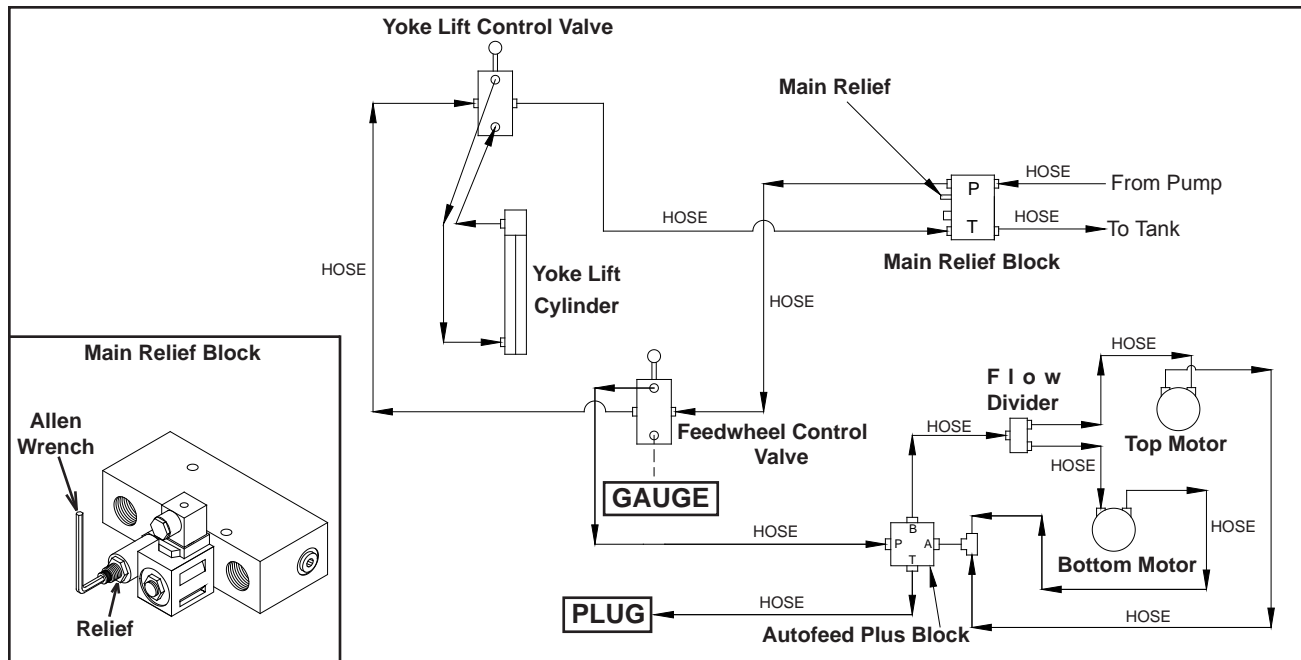 Yoke Lift Control Valve
Main Relief
HOSE
From Pump
P
T
HOSE
To Tank
HOSE
Main Relief Block
HOSE
Yoke Lift
Cylinder
HOSE
Main Relief Block
Allen
Wrench
Relief
HOSE
Flow
Divider
Top Motor
Feedwheel Control
Valve
HOSE
HOSE
GAUGE
HOSE
B
P
A
T
HOSE
Bottom Motor
HOSE
PLUG
HOSE
Autofeed Plus Block